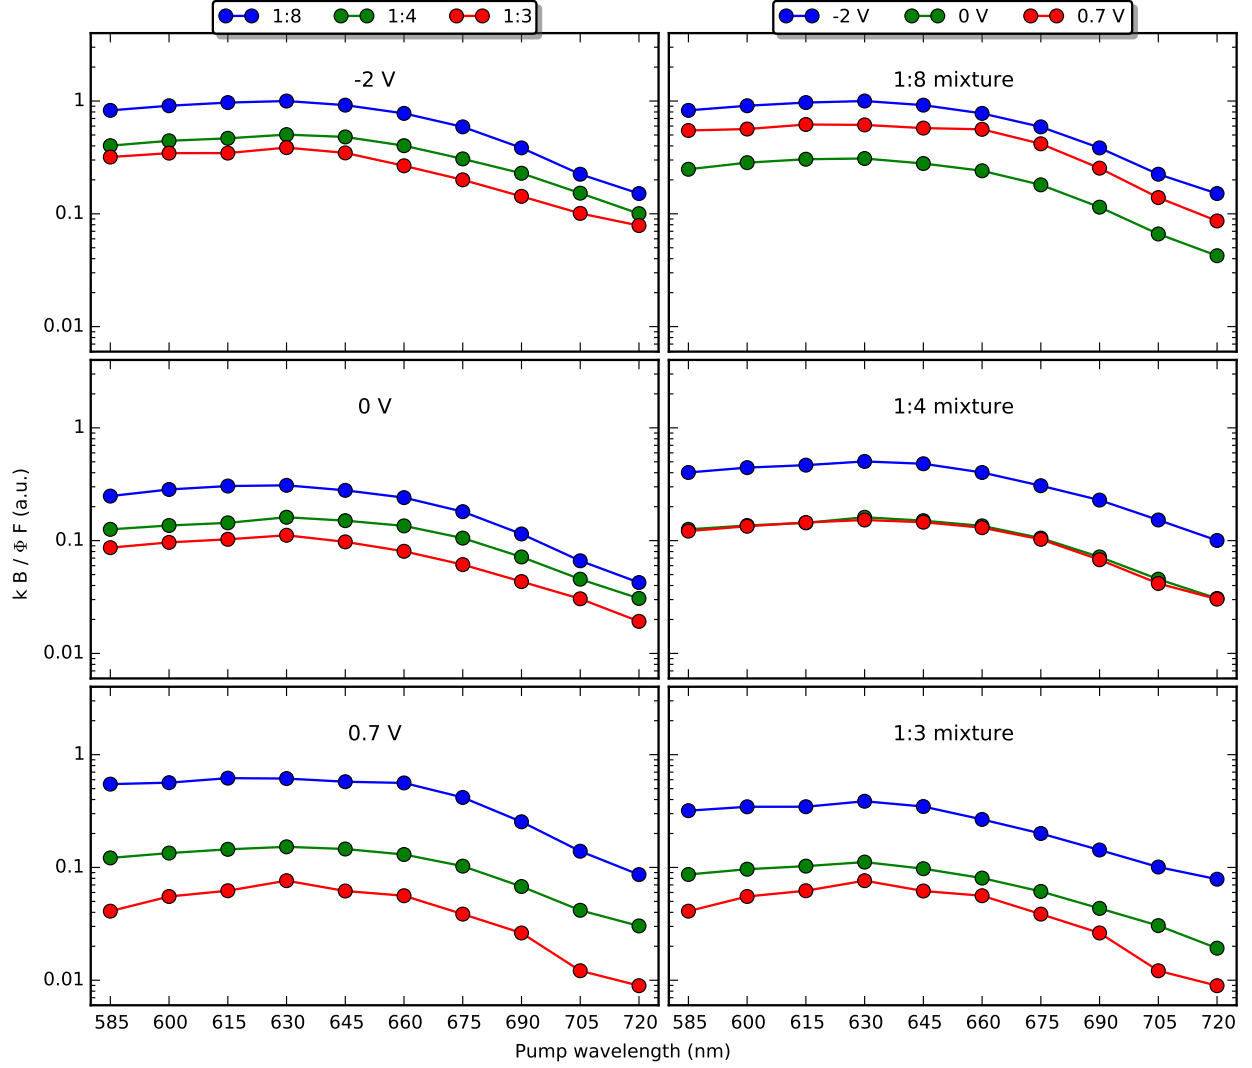 1:8 1:4 1:3
-2 V 0 V 0.7 V
-2 V
1
0.1
0.01
1:8 mixture
0 V
1
0.1
0.01
1:4 mixture
k B / Φ F (a.u.)
0.7 V
1
0.1
0.01
1:3 mixture
585 600 615 630 645 660 675 690 705 720
585 600 615 630 645 660 675 690 705 720
Pump wavelength (nm)